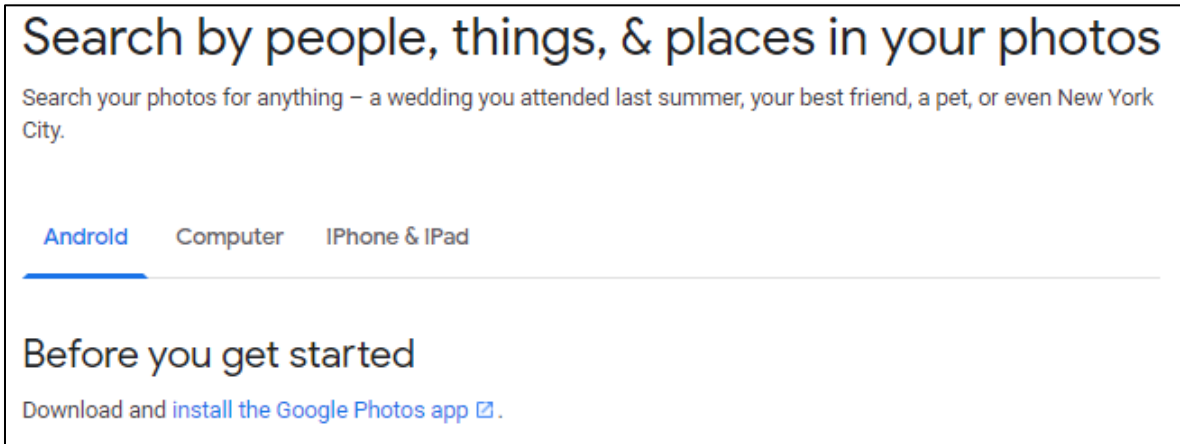 Search by people, things, & places in your photos
Search your photos for anything – a wedding you attended last summer, your best friend, a pet, or even New York
City.
Android Computer iPhone & iPad
Before you get started
Download and install the Google Photos app .